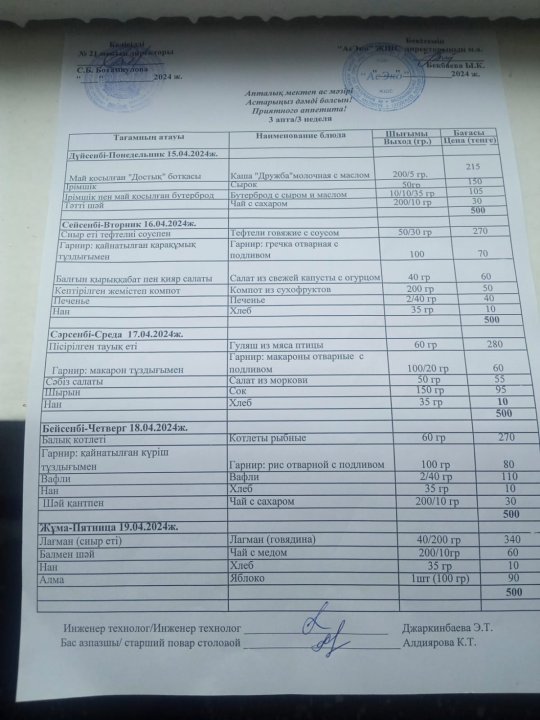 Келісілді
№ 21 мектеп директоры
С.Б. Боташкулова
2024 ж.
Бекітемін
"АсЭнь" ЖШС директорының м.а.
Бекбаева Ы.К.
2024 ж.
Апталық мектеп ас мәзірі
Астарыңыз дәмді болсын!
Приятного аппетита!
3 апта/3 неделя
Тағамның атауы Наименование блюда Шығымы Выход (гр.) Бағасы Цена (тенге)
Дүйсенбі-Понедельник 15.04.2024ж.
Май қосылған "Достық" ботқасы Каша "Дружба"молочная с маслом 200/5 гр. 215
Ірімшік Сырок 50гр 150
Ірімшік пен май қосылған бутерброд Бутерброд с сыром и маслом 10/10/35 гр 105
Тәтті шәй Чай с сахаром 200/10 гр 30
500
Сейсенбі-Вторник 16.04.2024ж.
Сиыр еті тефтелиі соуспен Тефтели говяжие с соусом 50/30 гр 270
Гарнир: қайнатылған қарақұмық тұздығымен Гарнир: гречка отварная с подливом 100 70
Балғын қырыққабат пен қияр салаты Салат из свежей капусты с огурцом 40 гр 60
Кептірілген жемістеп компот Компот из сухофруктов 200 гр 50
Печенье Печенье 2/40 гр 40
Нан Хлеб 35 гр 10
500
Сәрсенбі-Среда 17.04.2024ж.
Пісірілген тауық еті Гуляш из мяса птицы 60 гр 280
Гарнир: макарон тұздығымен Гарнир: макароны отварные с подливом 100/20 гр 60
Сәбіз салаты Салат из моркови 50 гр 55
Шырын Сок 150 гр 95
Нан Хлеб 35 гр 10
500
Бейсенбі-Четверг 18.04.2024ж.
Балық котлеті Котлеты рыбные 60 гр 270
Гарнир: қайнатылған күріш тұздығымен Гарнир: рис отварной с подливом 100 гр 80
Вафли Вафли 2/40 гр 110
Нан Хлеб 35 гр 10
Шәй қантпен Чай с сахаром 200/10 гр 30
500
Жұма-Пятница 19.04.2024ж.
Лағман (сиыр еті) Лагман (говядина) 40/200 гр 340
Балмен шәй Чай с медом 200/10гр 60
Нан Хлеб 35 гр 10
Алма Яблоко 1шт (100 гр) 90
500
Инженер технолог/Инженер технолог Джаркинбаева Э.Т.
Бас азпазшы/ старший повар столовой Алдиярова К.Т.